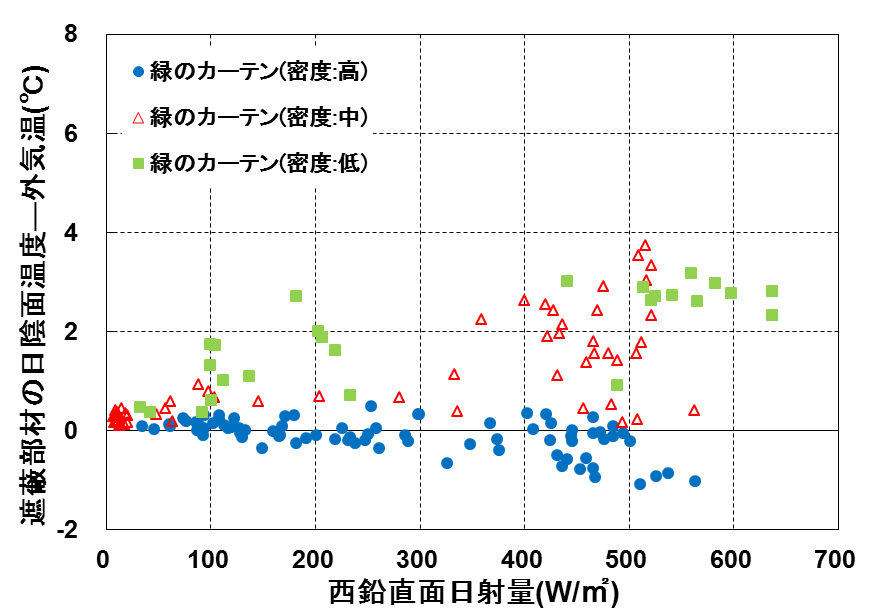 8
6
4
2
0
-2
遮蔽部材の日陰面温度―外気温(℃)
緑のカーテン(密度:高)
緑のカーテン(密度:中)
緑のカーテン(密度:低)
0 100 200 300 400 500 600 700
西鉛直面日射量(W/㎡)